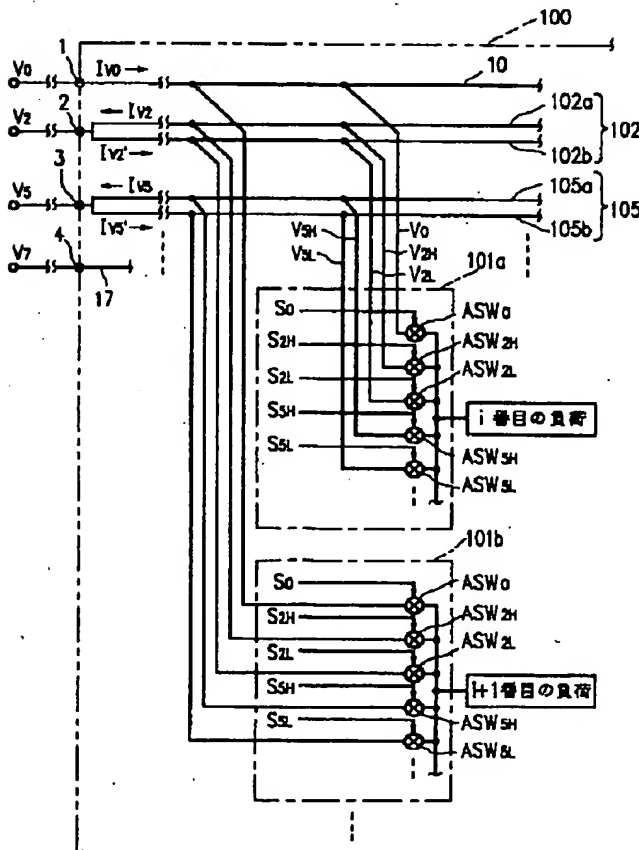 100
V0
1
IV0 →
10
V2
2
← IV2
102a
102
IV2' →
102b
V5
3
← IV5
105a
105
IV5' →
105b
V7
4
17
V5H
V5L
V0
V2H
V2L
101a
S0
ASW0
S2H
ASW2H
S2L
ASW2L
S5H
i番目の負荷
S5L
ASW5H
ASW5L
101b
S0
ASW0
S2H
ASW2H
S2L
ASW2L
S5H
i+1番目の負荷
S5L
ASW5H
ASW5L